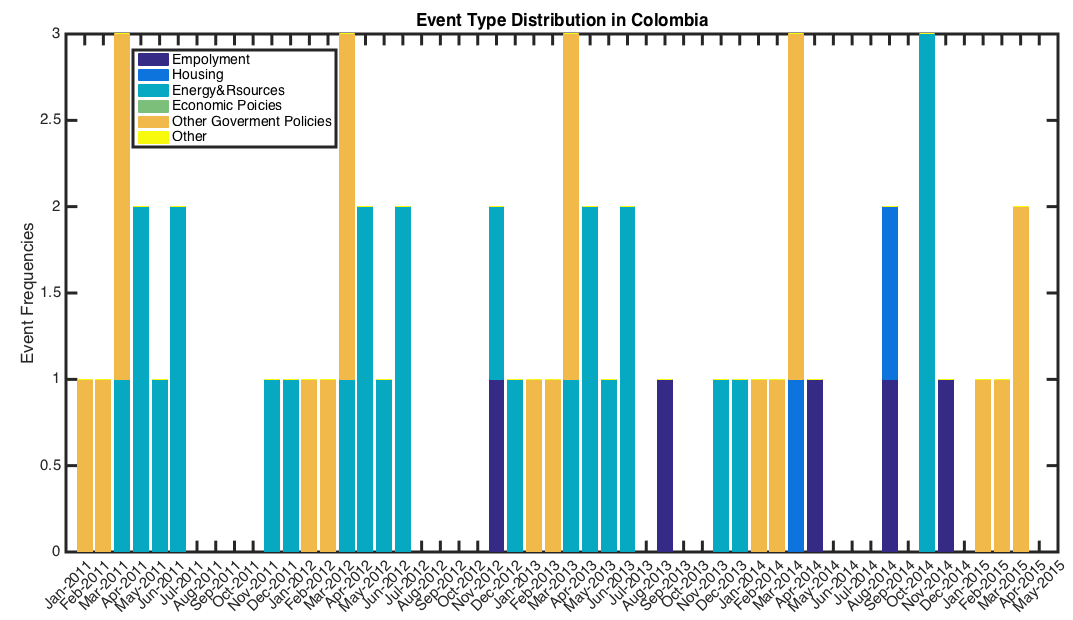 Event Type Distribution in Colombia
3
2.5
2
1.5
1
0.5
0
Event Frequencies
Empolyment
Housing
Energy&Rsources
Economic Poicies
Other Goverment Policies
Other
Jan-2011
Feb-2011
Mar-2011
Apr-2011
May-2011
Jun-2011
Jul-2011
Aug-2011
Sep-2011
Oct-2011
Nov-2011
Dec-2011
Jan-2012
Feb-2012
Mar-2012
Apr-2012
May-2012
Jun-2012
Jul-2012
Aug-2012
Sep-2012
Oct-2012
Nov-2012
Dec-2012
Jan-2013
Feb-2013
Mar-2013
Apr-2013
May-2013
Jun-2013
Jul-2013
Aug-2013
Sep-2013
Oct-2013
Nov-2013
Dec-2013
Jan-2014
Feb-2014
Mar-2014
Apr-2014
May-2014
Jun-2014
Jul-2014
Aug-2014
Sep-2014
Oct-2014
Nov-2014
Dec-2014
Jan-2015
Feb-2015
Mar-2015
Apr-2015
May-2015